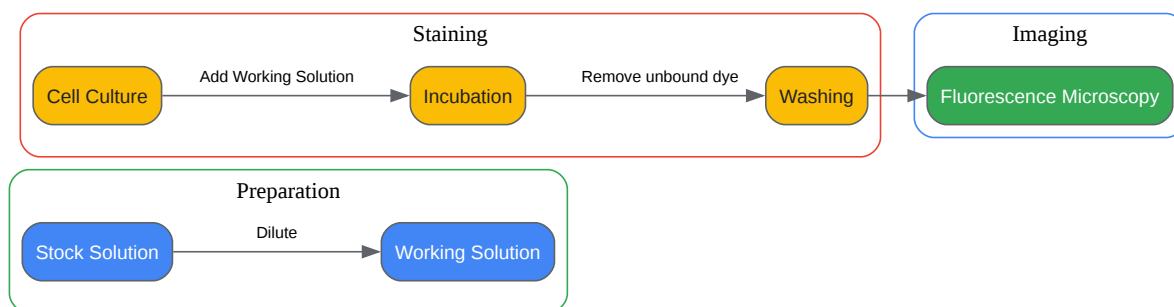 Staining
Imaging
Cell Culture
Add Working Solution
Incubation
Remove unbound dye
Washing
Fluorescence Microscopy
Preparation
Stock Solution
Dilute
Working Solution